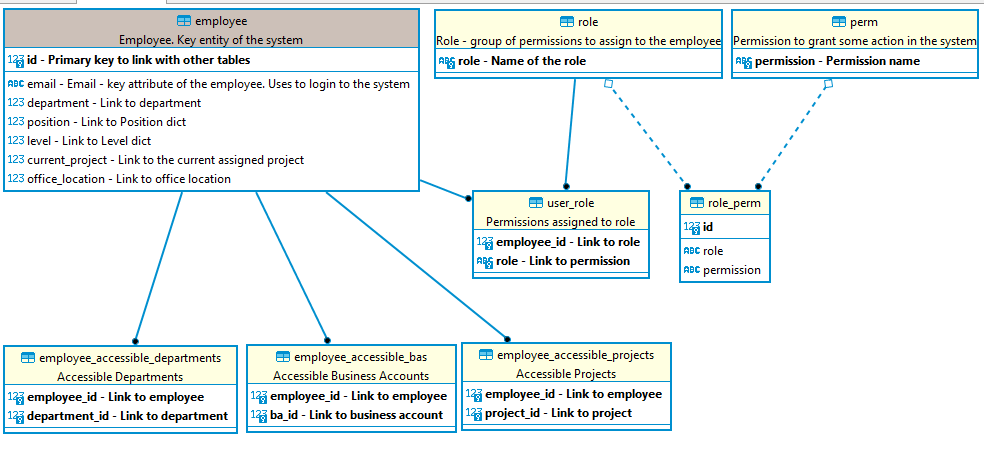 employee
Employee. Key entity of the system
123 id - Primary key to link with other tables
ABC email - Email - key attribute of the employee. Uses to login to the system
123 department - Link to department
123 position - Link to Position dict
123 level - Link to Level dict
123 current_project - Link to the current assigned project
123 office_location - Link to office location
role
Role - group of permissions to assign to the employee
ABC role - Name of the role
perm
Permission to grant some action in the system
ABC permission - Permission name
user_role
Permissions assigned to role
123 employee_id - Link to role
ABC role - Link to permission
role_perm
123 id
ABC role
ABC permission
employee_accessible_departments
Accessible Departments
123 employee_id - Link to employee
123 department_id - Link to department
employee_accessible_bas
Accessible Business Accounts
123 employee_id - Link to employee
123 ba_id - Link to business account
employee_accessible_projects
Accessible Projects
123 employee_id - Link to employee
123 project_id - Link to project